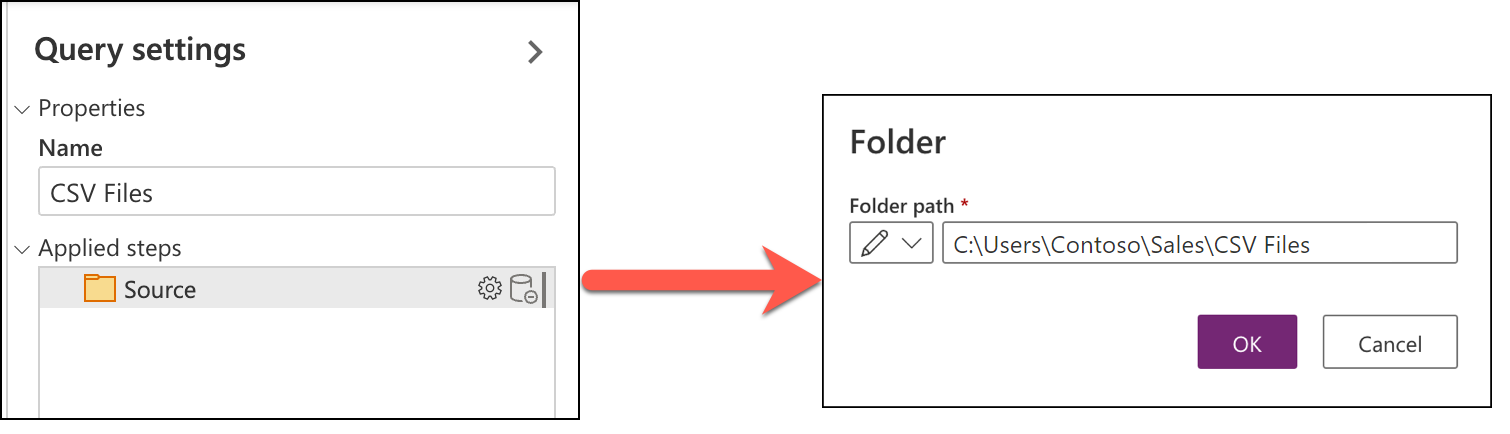 Query settings
Properties
Name
CSV Files
Applied steps
Source
Folder
Folder path *
C:\Users\Contoso\Sales\CSV Files
OK
Cancel